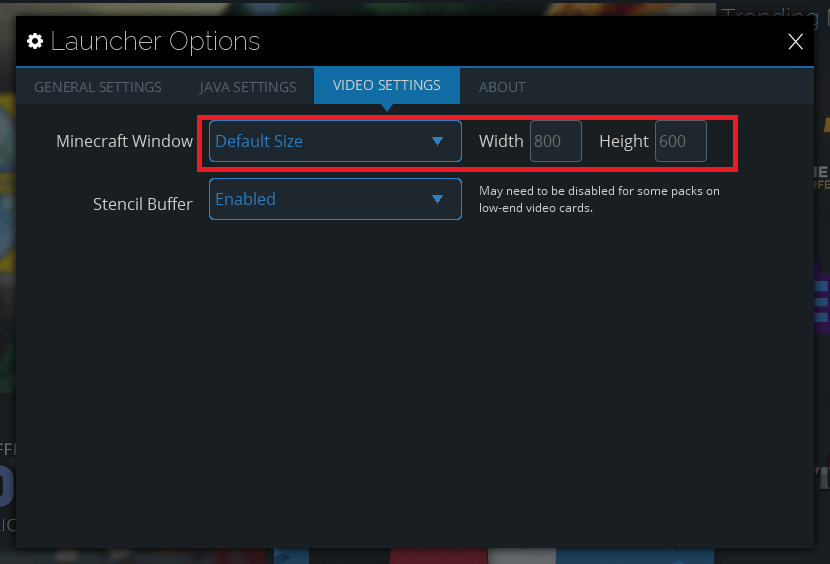 Trending
Launcher Options
X
GENERAL SETTINGS JAVA SETTINGS VIDEO SETTINGS ABOUT
Minecraft Window Default Size Width 800 Height 600
Stencil Buffer Enabled May need to be disabled for some packs on
low-end video cards.